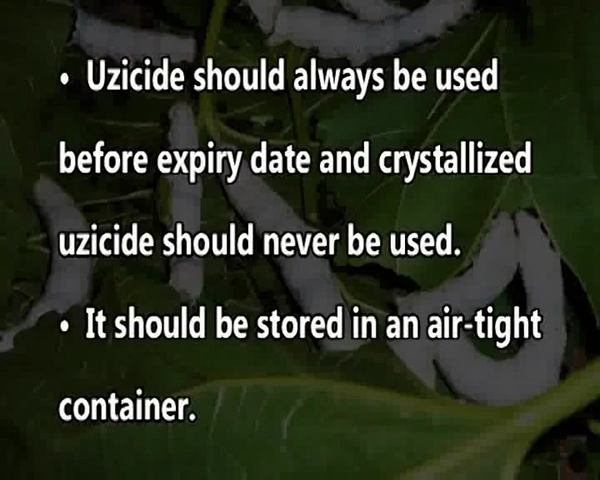 • Uzicide should always be used
before expiry date and crystallized
uzicide should never be used.
• It should be stored in an air-tight
container.